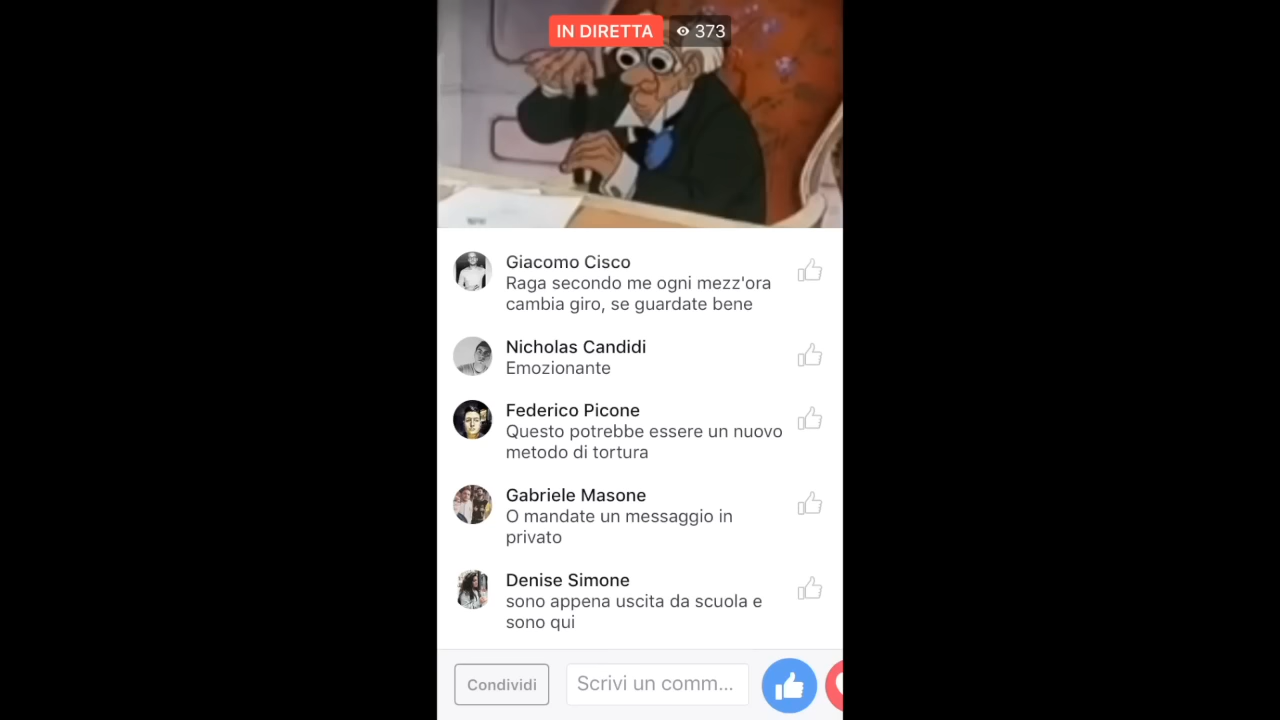 IN DIRETTA 373
Giacomo Cisco
Raga secondo me ogni mezz'ora
cambia giro, se guardate bene
Nicholas Candidi
Emozionante
Federico Picone
Questo potrebbe essere un nuovo
metodo di tortura
Gabriele Masone
O mandate un messaggio in
privato
Denise Simone
sono appena uscita da scuola e
sono qui
Condividi
Scrivi un comm...